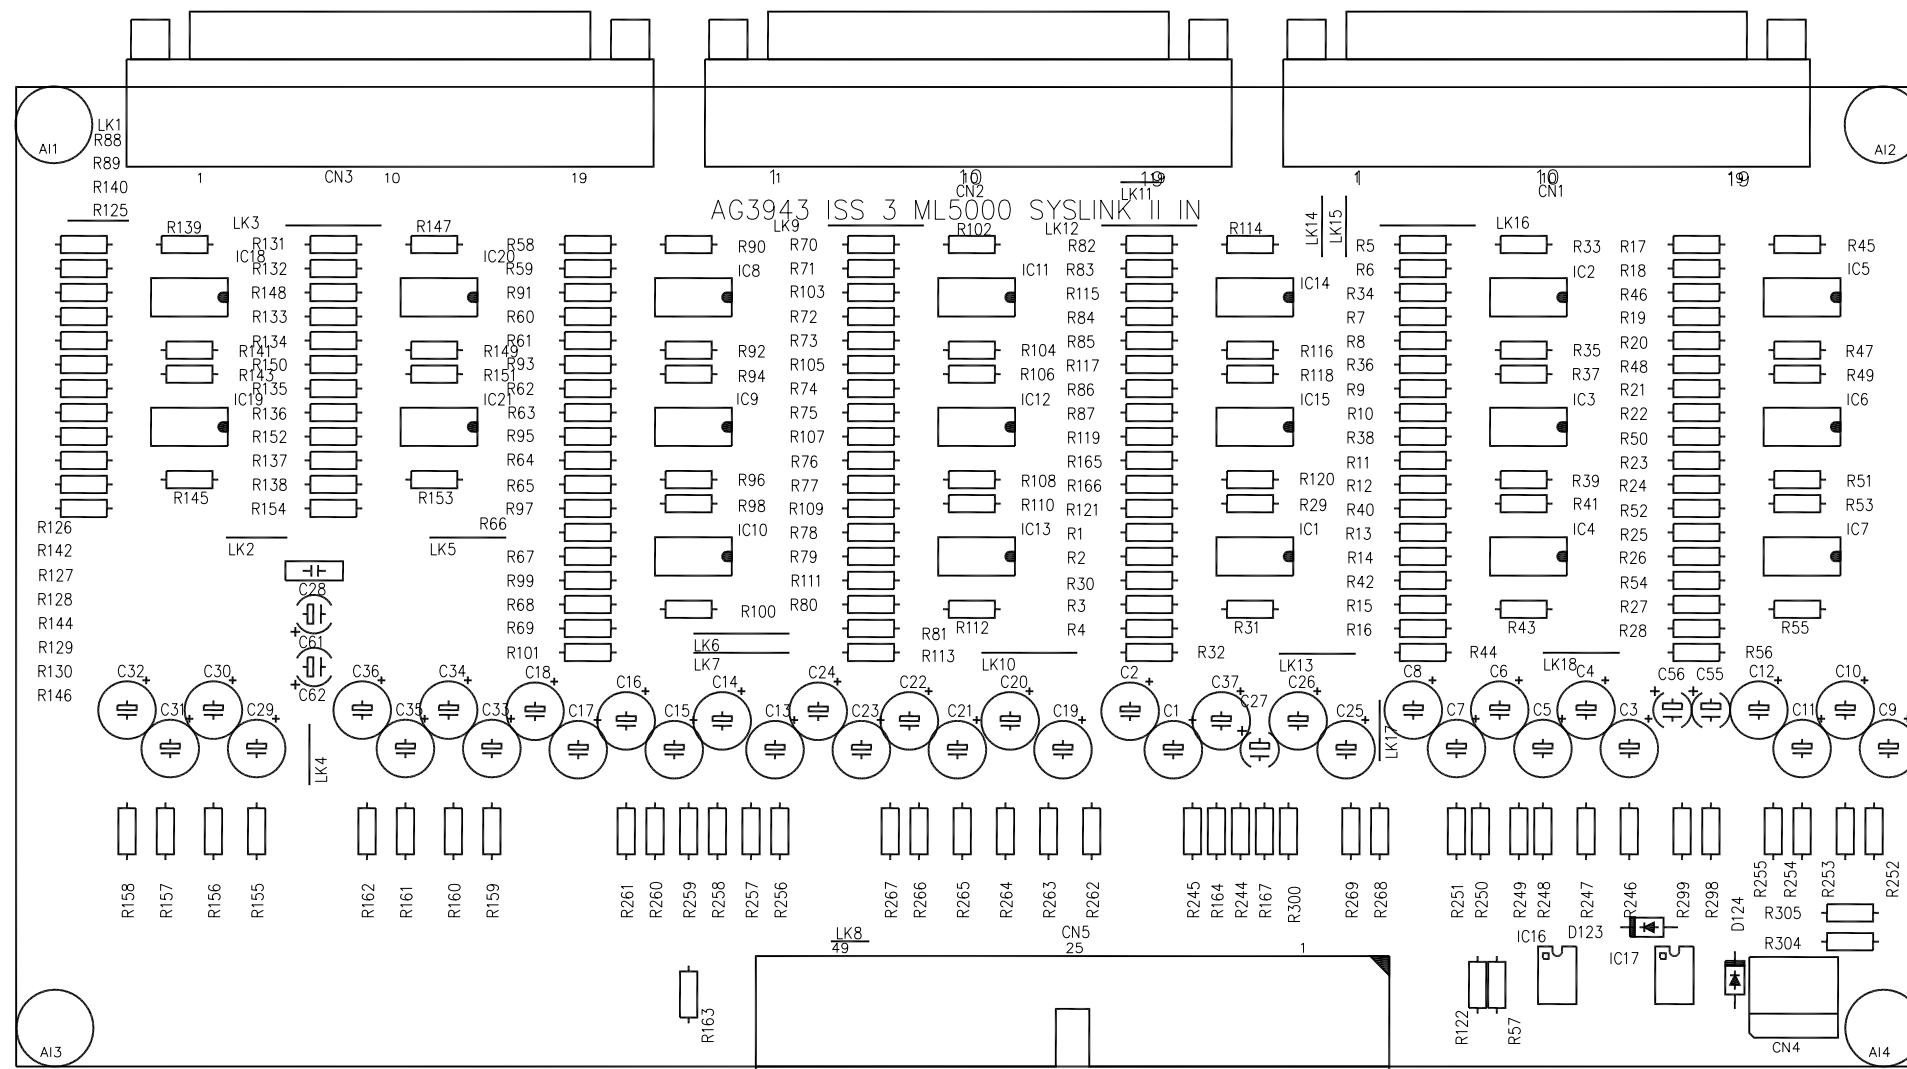 LK1
R88
AI1
AI2
R89
R140
R125
1 CN3 10 19
1 10 19
CN2
LK11
1 10 19
CN1
AG3943 ISS 3 ML5000 SYSLINK II IN
R139 LK3 R147 LK9 R102 LK12 R114 LK14 LK15 LK16
R131 R58 R90 R70 R82 R5 R33 R17 R45
IC18 IC20
R132 R59 IC8 R71 IC11 R83 R6 IC2 R18 IC5
R148 R91 R103 R115 IC14 R34 R46
R133 R60 R72 R84 R7 R19
R134 R61 R73 R85 R8 R20
R141 R149 R92 R104 R116 R35 R47
R150 R93 R105 R117 R36 R48
R143 R151 R94 R106 R118 R37 R49
R135 R62 R74 R86 R9 R21
IC19 IC21 IC9 IC12 IC15 IC3 IC6
R136 R63 R75 R87 R10 R22
R152 R95 R107 R119 R38 R50
R137 R64 R76 R165 R11 R23
R138 R65 R96 R77 R108 R166 R120 R12 R39 R24 R51
R145 R153
R154 R97 R98 R109 R110 R121 R29 R40 R41 R52 R53
R126 R66 IC10 R78 IC13 R1 IC1 R13 IC4 R25 IC7
R142 LK2 LK5 R67 R79 R2 R14 R26
R127 R99 R111 R30 R42 R54
C28
R128 R68 R100 R80 R3 R15 R27
R144 R69 R81 R112 R4 R31 R16 R43 R28 R55
R129 C61 LK6
R101 R113 R32 R44 R56
LK7 LK10 LK13 LK18
R130 C32 C30 C36 C34 C18 C24 C2 C8 C6 C4 C56 C55 C12 C10
R146 C62 C16 C14 C22 C20 C37 C26
C27
C31 C29 C35 C33 C17 C15 C13 C23 C21 C19 C1 C25 C7 C5 C3 C11 C9
LK4 LK17
R158 R157 R156 R155 R162 R161 R160 R159 R261 R260 R259 R258 R257 R256 R267 R266 R265 R264 R263 R262 R245 R164 R244 R167 R300 R269 R268 R251 R250 R249 R248 R247 R246 R299 R298 D124 R255 R254 R253 R252
R305
LK8 CN5 IC16 D123
R304
49 25 1
IC17
R163 R122 R57
CN4
AI3
AI4